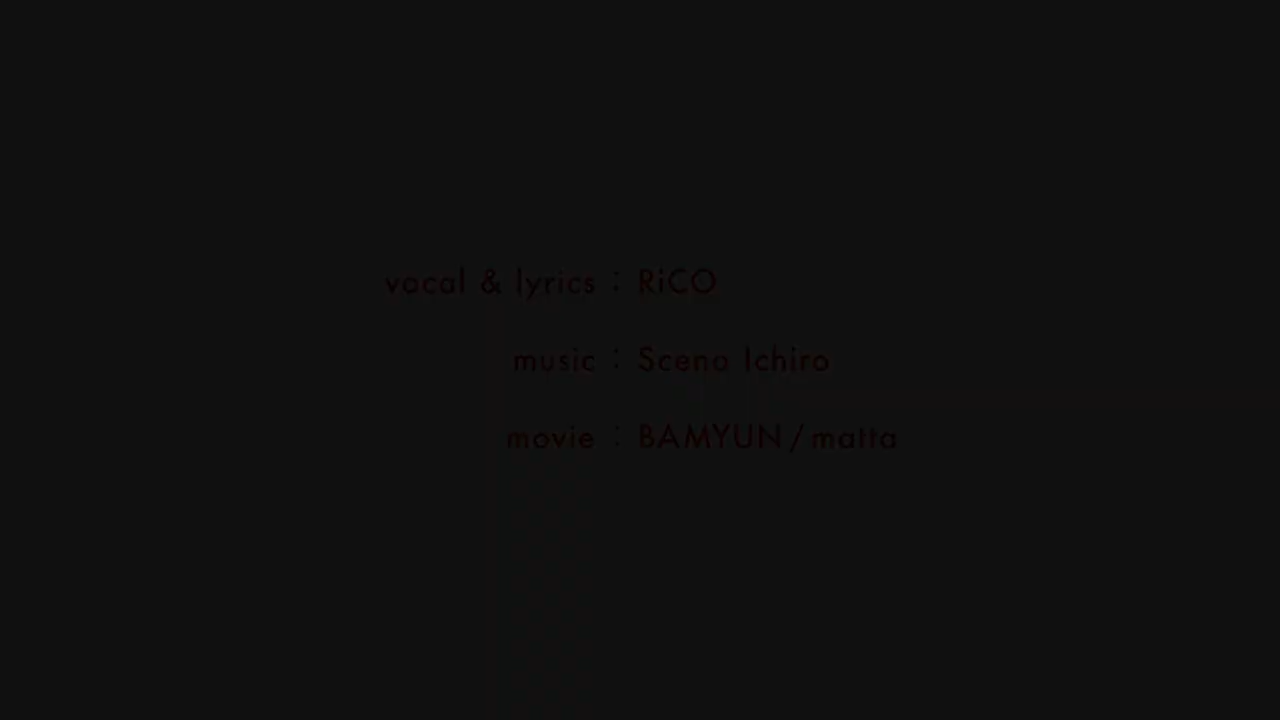 vocal & lyrics : RiCO
music : Sceno Ichiro
movie : BAMYUN / matta